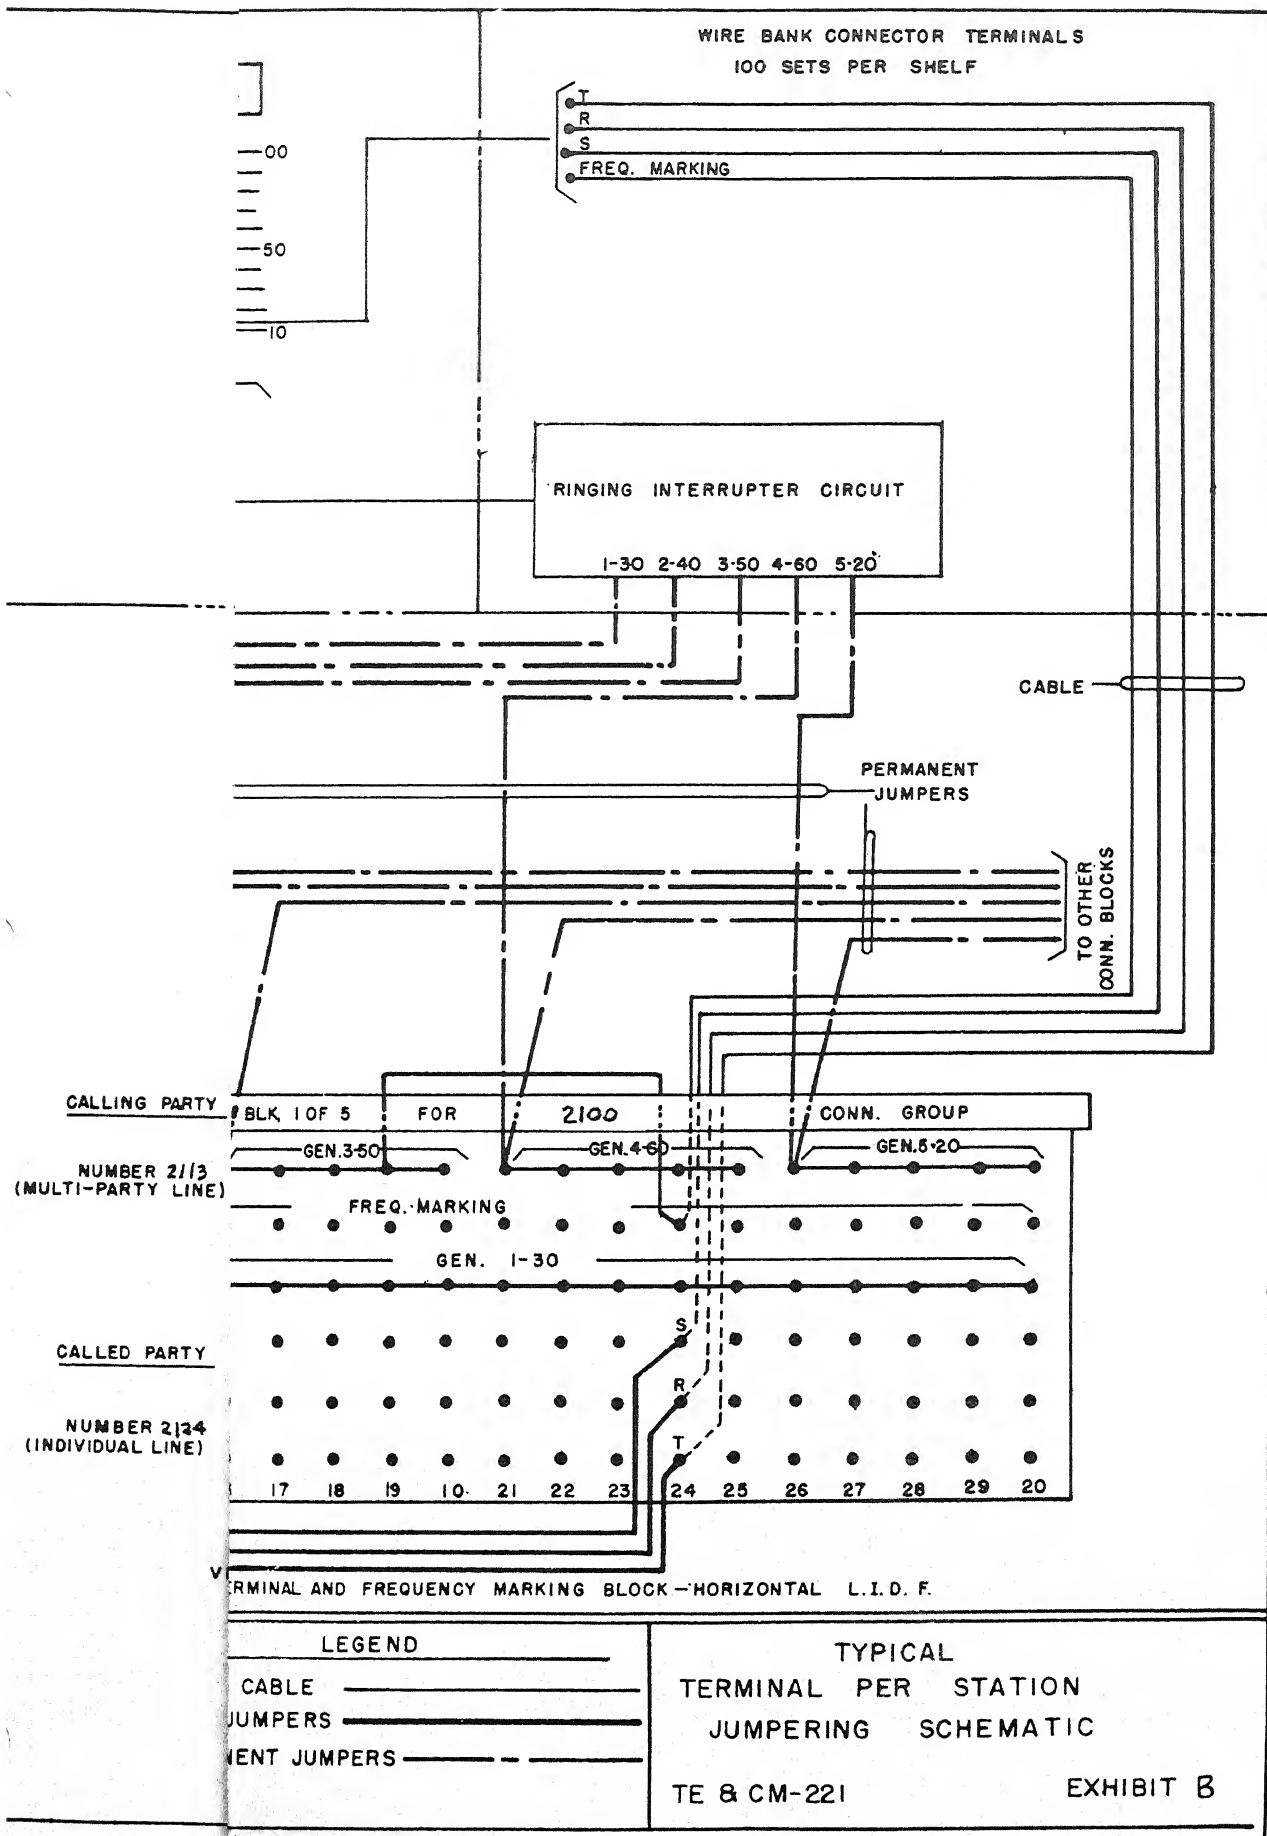 WIRE BANK CONNECTOR TERMINALS
100 SETS PER SHELF
T
R
S
FREQ. MARKING
00
50
10
RINGING INTERRUPTER CIRCUIT
1-30 2-40 3-50 4-60 5-20
CABLE
PERMANENT
JUMPERS
TO OTHER
CONN. BLOCKS
CALLING PARTY
BLK 1 OF 5 FOR 2100 CONN. GROUP
NUMBER 2113
(MULTI-PARTY LINE)
GEN. 3-50 GEN. 4-60 GEN. 5-20
FREQ. MARKING
GEN. 1-30
CALLED PARTY
NUMBER 2124
(INDIVIDUAL LINE)
S
R
T
17 18 19 10 21 22 23 24 25 26 27 28 29 20
ERMINAL AND FREQUENCY MARKING BLOCK - HORIZONTAL L.I.D.F.
LEGEND
CABLE
JUMPERS
NENT JUMPERS
TYPICAL
TERMINAL PER STATION
JUMPERING SCHEMATIC
TE & CM-221 EXHIBIT B